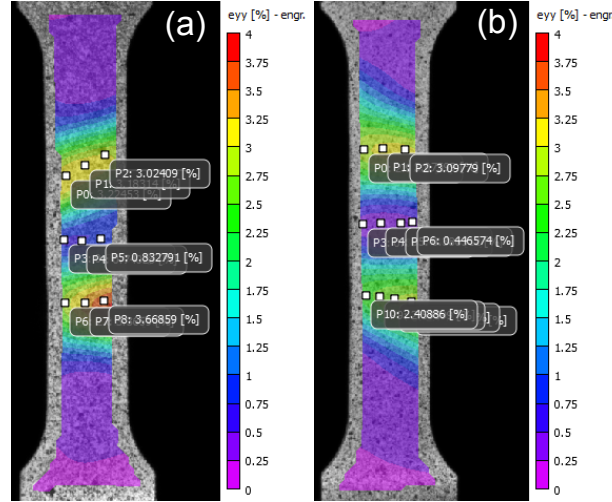 (a)
eyy [%] - engr.
4
3.75
3.5
3.25
3
2.75
2.5
2.25
2
1.75
1.5
1.25
1
0.75
0.5
0.25
0
P2: 3.02409 [%]
P1: 3.18314 [%]
P0: 3.22453 [%]
P3
P4
P5: 0.832791 [%]
P6
P7
P8: 3.66859 [%]
(b)
eyy [%] - engr
4
3.75
3.5
3.25
3
2.75
2.5
2.25
2
1.75
1.5
1.25
1
0.75
0.5
0.25
0
P0
P1:
P2: 3.09779 [%]
P3
P4
P6: 0.446574 [%]
P10: 2.40886 [%]